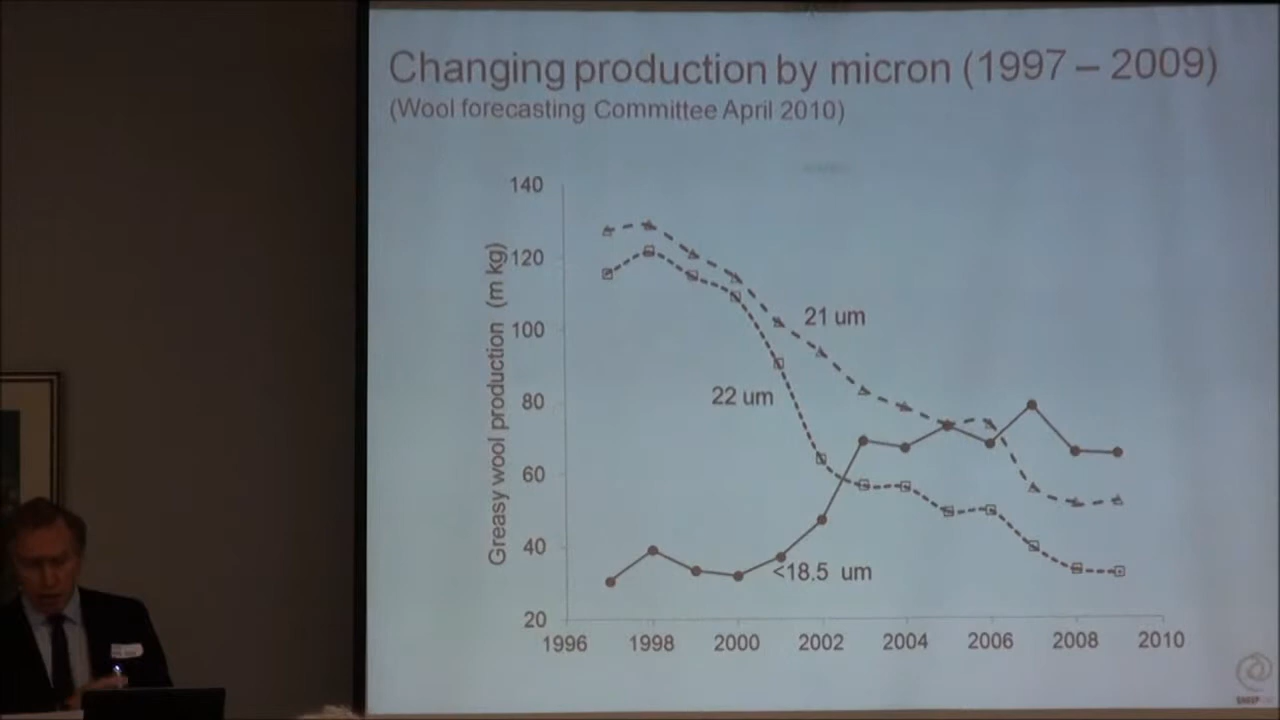 Changing production by micron (1997 – 2009)
(Wool forecasting Committee April 2010)
Greasy wool production (m kg)
140
120
100
80
60
40
20
21 um
22 um
<18.5 um
1996 1998 2000 2002 2004 2006 2008 2010
SHEEP